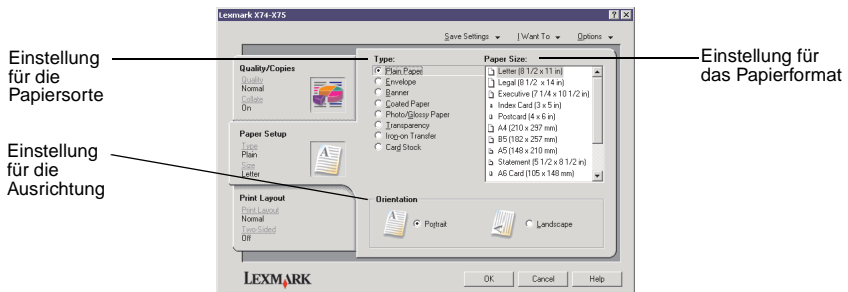 Lexmark X74-X75
Save Settings
I Want To
Options
Einstellung
für die
Papiersorte
Einstellung
für die
Ausrichtung
Quality/Copies
Quality
Normal
Collate
On
Paper Setup
Type
Plain
Size
Letter
Print Layout
Print Layout
Normal
Two-Sided
Off
Type:
Plain Paper
Envelope
Banner
Coated Paper
Photo/Glossy Paper
Transparency
Iron-on Transfer
Card Stock
Paper Size:
Letter (8 1/2 x 11 in)
Legal (8 1/2 x 14 in)
Executive (7 1/4 x 10 1/2 in)
Index Card (3 x 5 in)
Postcard (4 x 6 in)
A4 (210 x 297 mm)
B5 (182 x 257 mm)
A5 (148 x 210 mm)
Statement (5 1/2 x 8 1/2 in)
A6 Card (105 x 148 mm)
Einstellung für
das Papierformat
Orientation
Portrait
Landscape
LEXMARK
OK
Cancel
Help